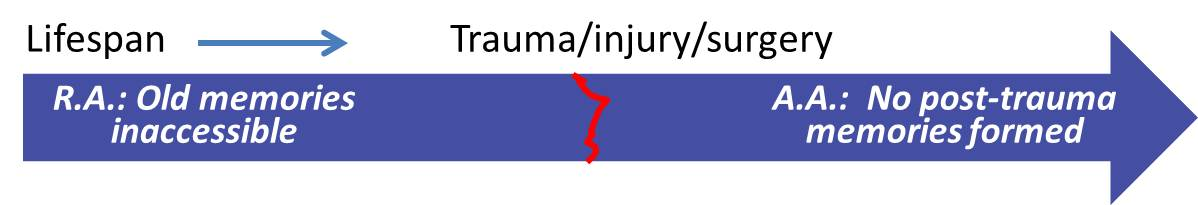 Lifespan
Trauma/injury/surgery
R.A.: Old memories
inaccessible
A.A.: No post-trauma
memories formed